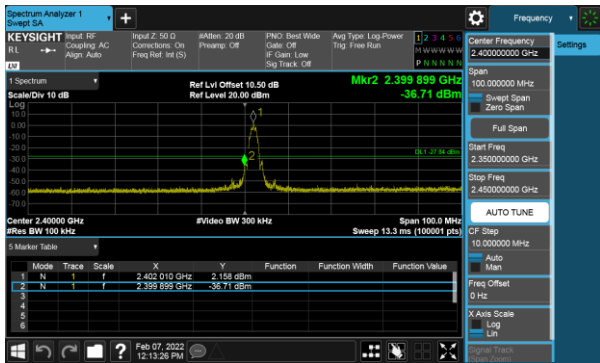 Spectrum Analyzer 1
Swept SA
+
Frequency
KEYSIGHT
Input: RF
Input Z: 50 Ω
#Atten: 20 dB
PNO: Best Wide
Avg Type: Log-Power
1 2 3 4 5 6
RL
Coupling: AC
Corrections: On
Preamp: Off
Gate: Off
Trig: Free Run
M W W W W W
Align: Auto
Freq Ref: Int (S)
IF Gain: Low
P N N N N N
Sig Track: Off
Center Frequency
2.400000000 GHz
Settings
Span
100.000000 MHz
Swept Span
Zero Span
Full Span
Start Freq
2.350000000 GHz
Stop Freq
2.450000000 GHz
AUTO TUNE
CF Step
10.000000 MHz
Auto
Man
Freq Offset
0 Hz
X Axis Scale
Log
Lin
Signal Track
(Span Zoom)
1 Spectrum
Scale/Div 10 dB
Ref Lvl Offset 10.50 dB
Ref Level 20.00 dBm
Mkr2 2.399 899 GHz
-36.71 dBm
Log
10.0
0.00
-10.0
-20.0
-30.0
-40.0
-50.0
-60.0
-70.0
1
2
DL1 -27.84 dBm
Center 2.40000 GHz
#Video BW 300 kHz
Span 100.0 MHz
#Res BW 100 kHz
Sweep 13.3 ms (100001 pts)
5 Marker Table
Mode Trace Scale X Y Function Function Width Function Value
1 N 1 f 2.402 010 GHz 2.158 dBm
2 N 1 f 2.399 899 GHz -36.71 dBm
3
4
5
6
?
Feb 07, 2022
12:13:26 PM